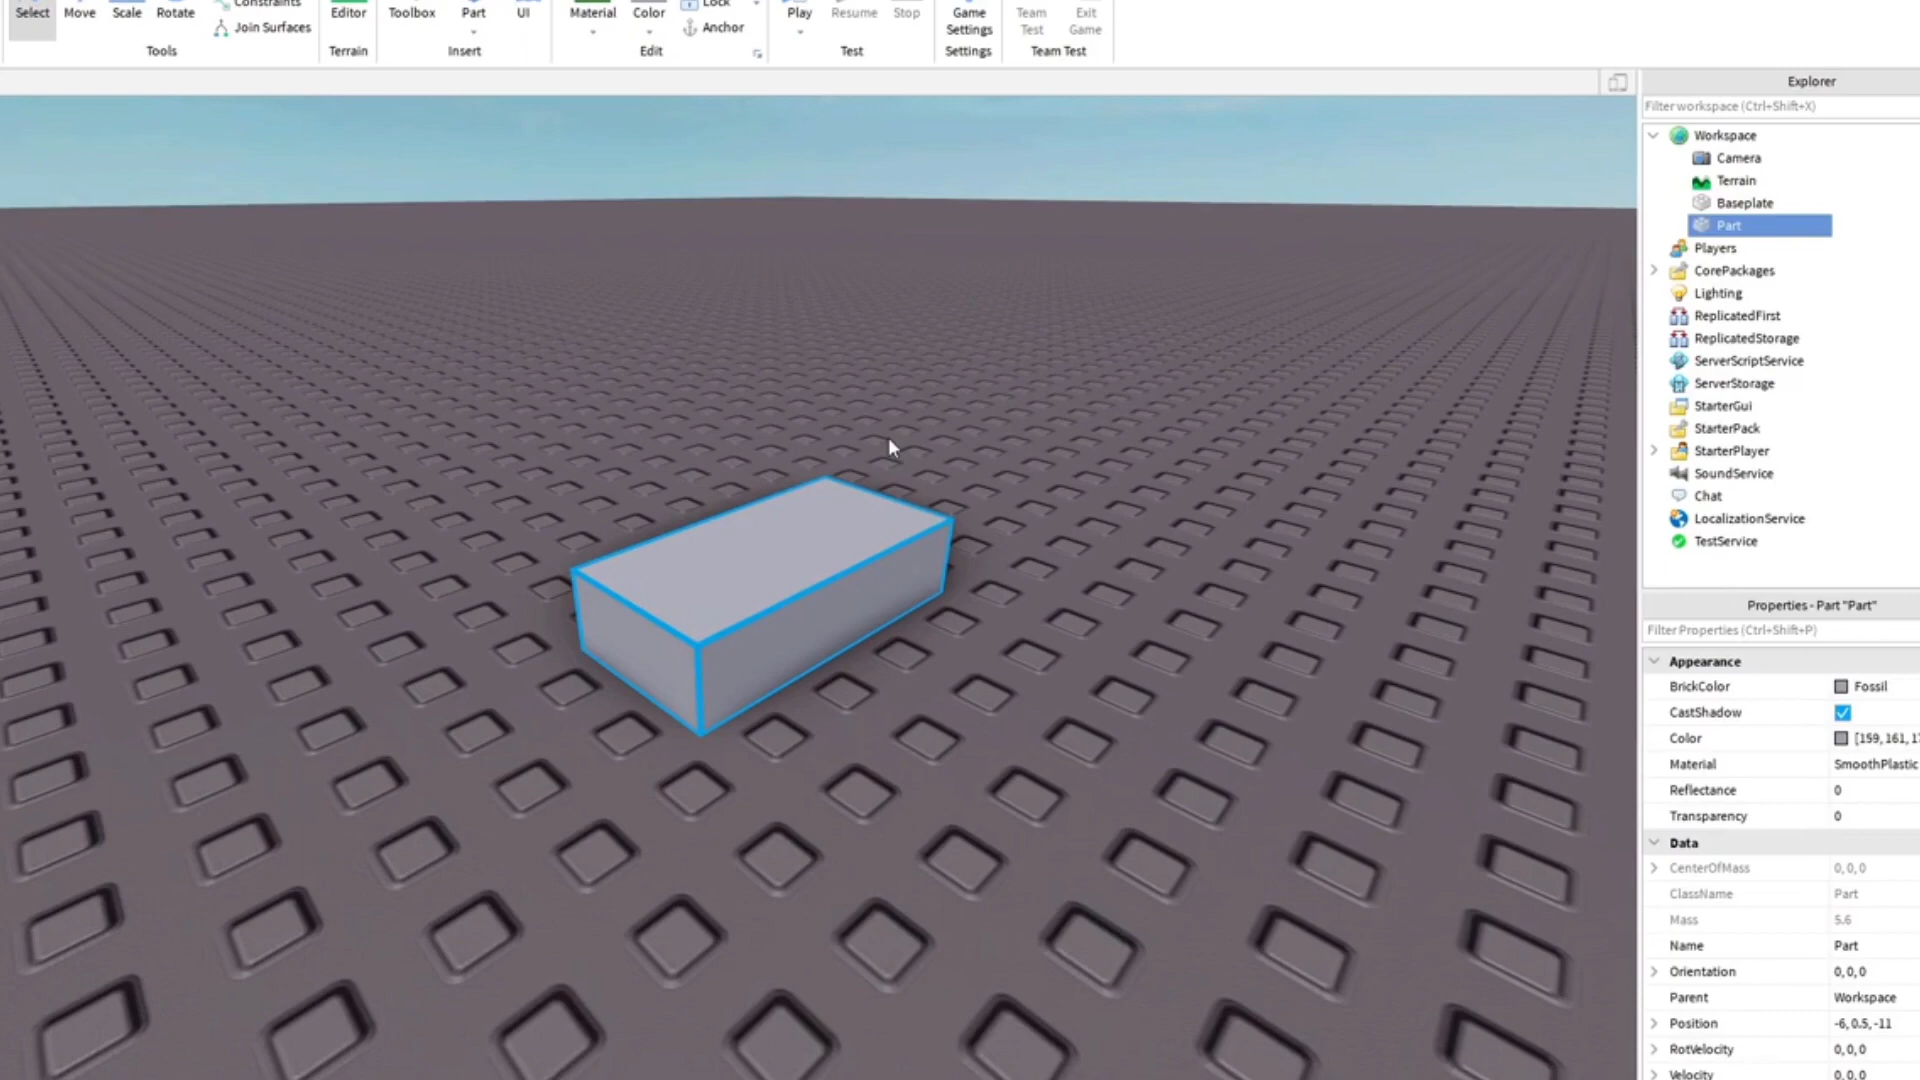 Select Move Scale Rotate Constraints Editor Toolbox Part UI Material Color Lock Play Resume Stop Game Settings Team Test Exit Game
Join Surfaces Anchor
Tools Terrain Insert Edit Test Settings Team Test
Explorer
Filter workspace (Ctrl+Shift+X)
Workspace
Camera
Terrain
Baseplate
Part
Players
CorePackages
Lighting
ReplicatedFirst
ReplicatedStorage
ServerScriptService
ServerStorage
StarterGui
StarterPack
StarterPlayer
SoundService
Chat
LocalizationService
TestService
Properties - Part "Part"
Filter Properties (Ctrl+Shift+P)
Appearance
BrickColor Fossil
CastShadow
Color [159, 161, 1
Material SmoothPlastic
Reflectance 0
Transparency 0
Data
CenterOfMass 0, 0, 0
ClassName Part
Mass 5.6
Name Part
Orientation 0, 0, 0
Parent Workspace
Position -6, 0.5, -11
RotVelocity 0, 0, 0
Velocity 0, 0, 0